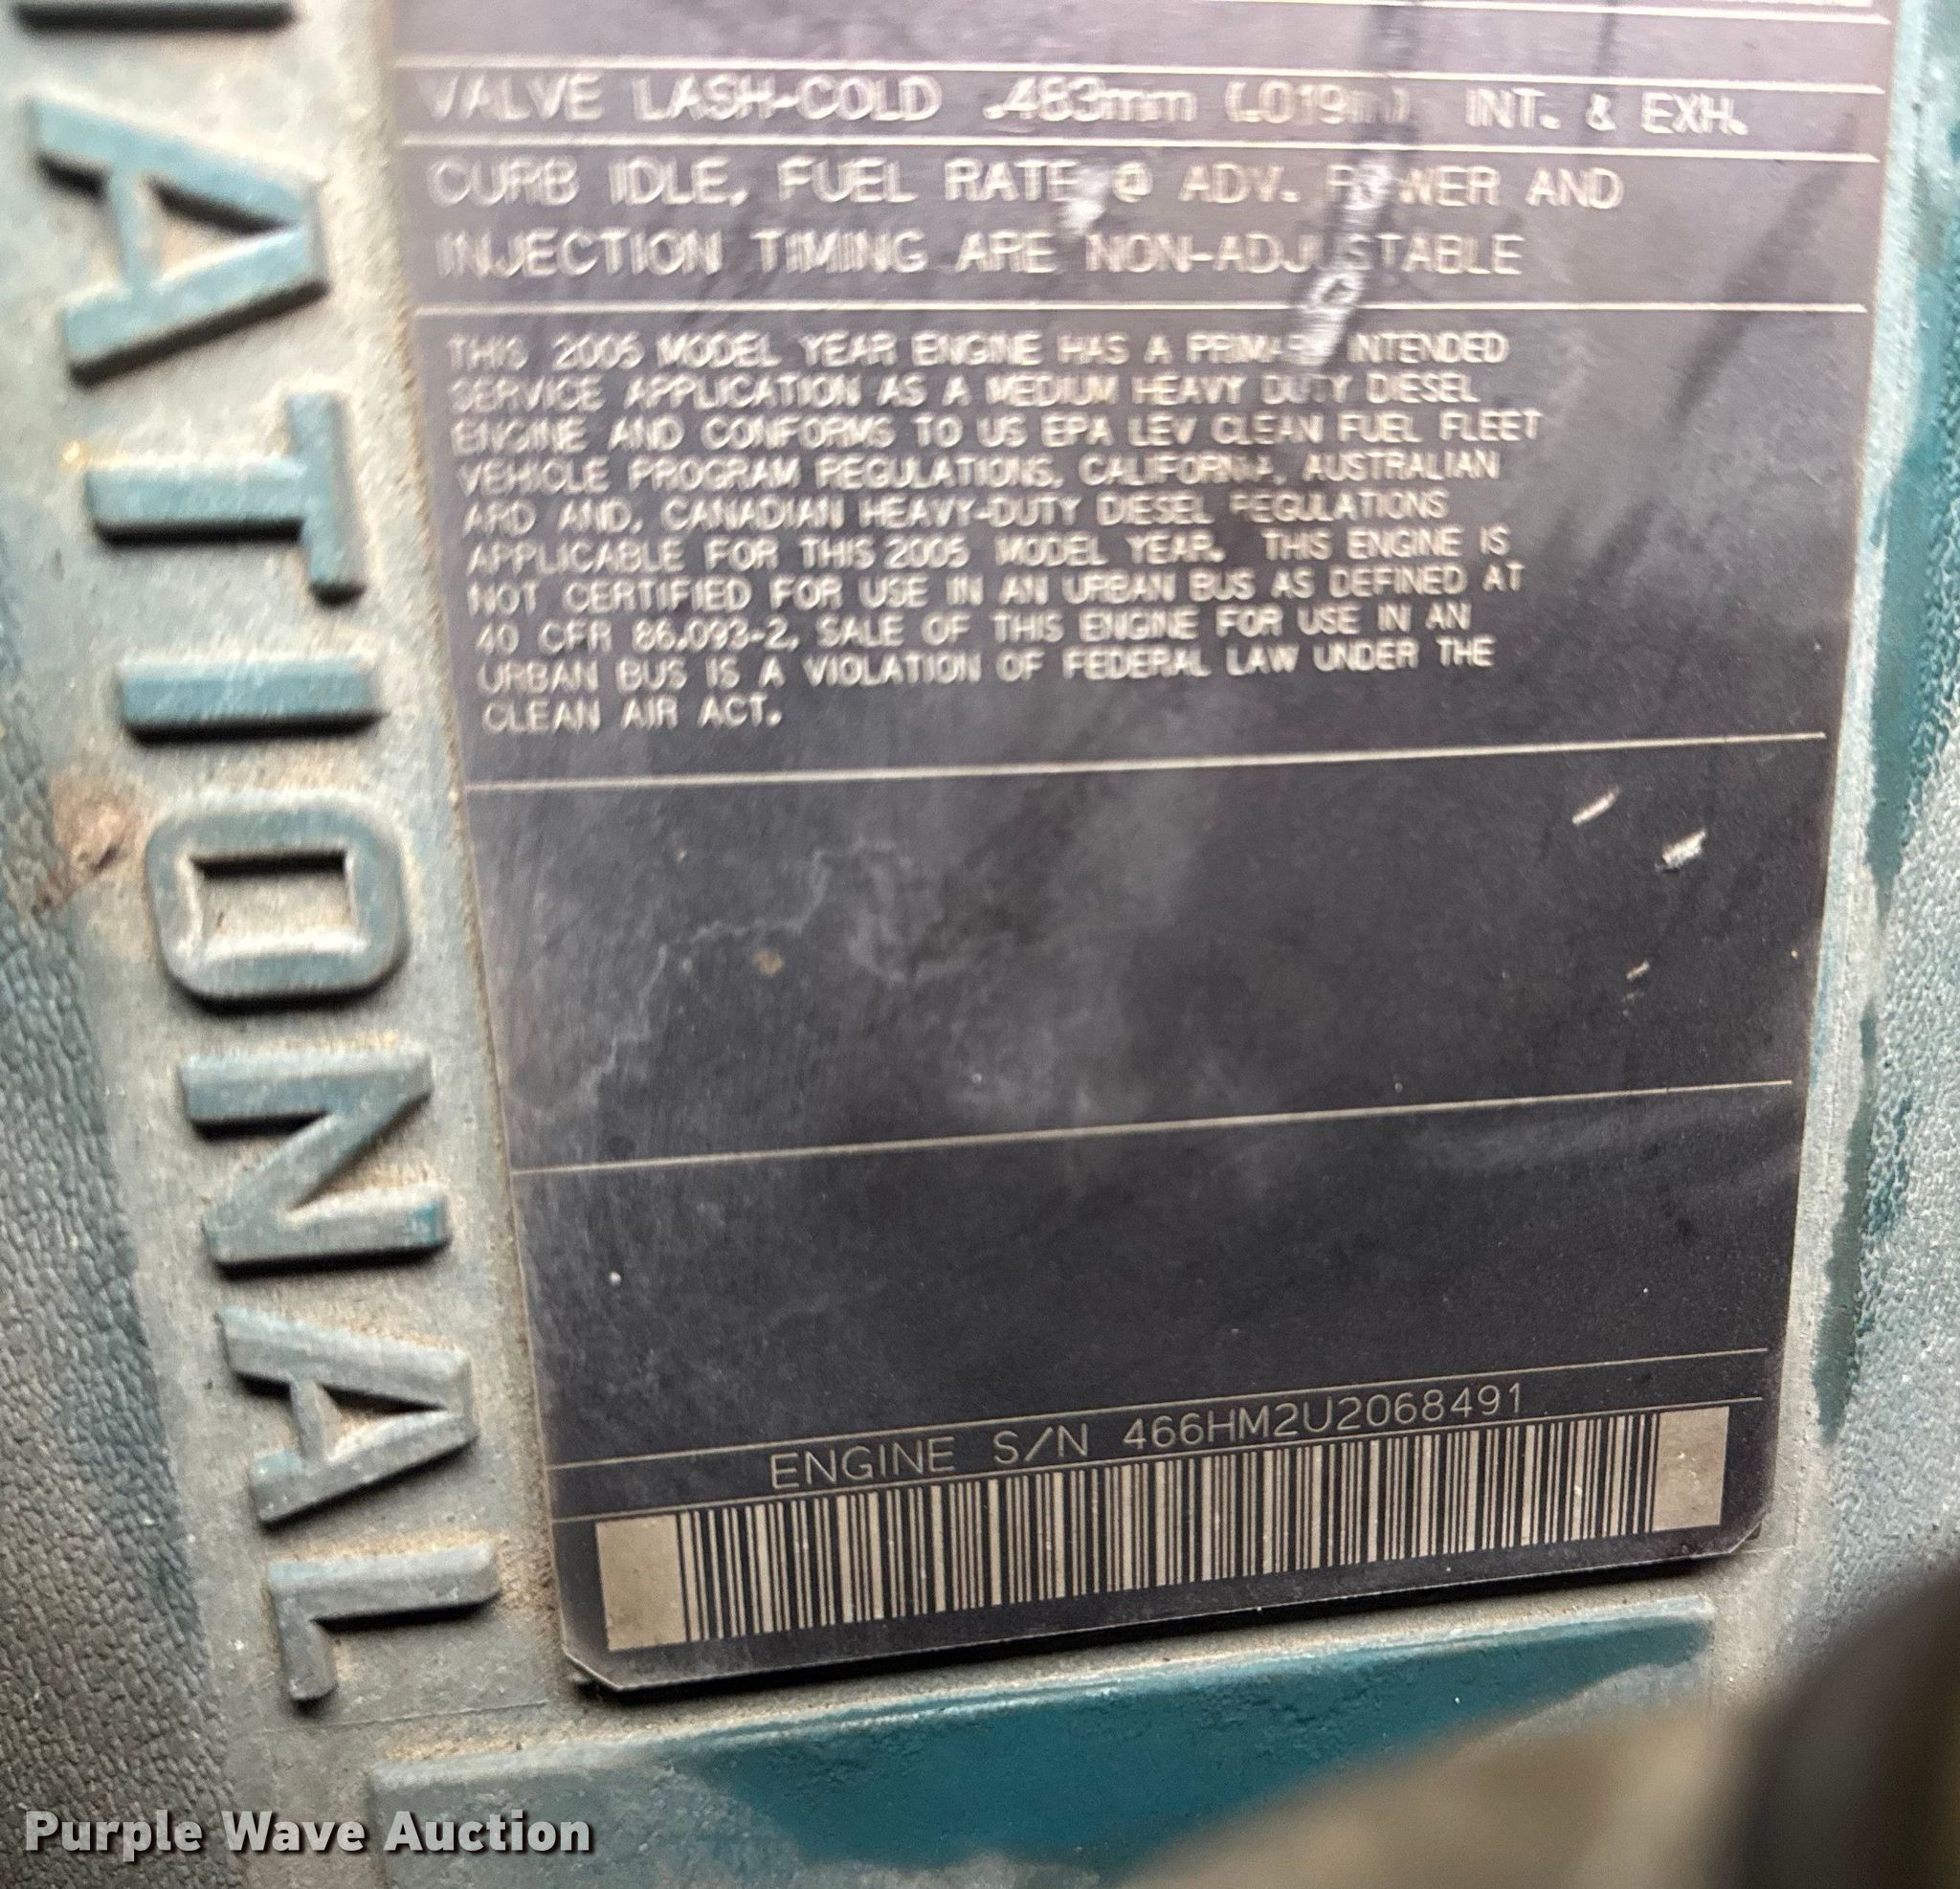 VALVE LASH-COLD .483mm (.019in) INT. & EXH.
CURB IDLE, FUEL RATE @ ADV. POWER AND
INJECTION TIMING ARE NON-ADJUSTABLE
THIS 2005 MODEL YEAR ENGINE HAS A PRIMARY INTENDED
SERVICE APPLICATION AS A MEDIUM HEAVY DUTY DIESEL
ENGINE AND CONFORMS TO US EPA LEV CLEAN FUEL FLEET
VEHICLE PROGRAM REGULATIONS, CALIFORNIA, AUSTRALIAN
ARD AND, CANADIAN HEAVY-DUTY DIESEL REGULATIONS
APPLICABLE FOR THIS 2005 MODEL YEAR. THIS ENGINE IS
NOT CERTIFIED FOR USE IN AN URBAN BUS AS DEFINED AT
40 CFR 86.093-2, SALE OF THIS ENGINE FOR USE IN AN
URBAN BUS IS A VIOLATION OF FEDERAL LAW UNDER THE
CLEAN AIR ACT.
ENGINE S/N 466HM2U2068491
NATIONAL
Purple Wave Auction